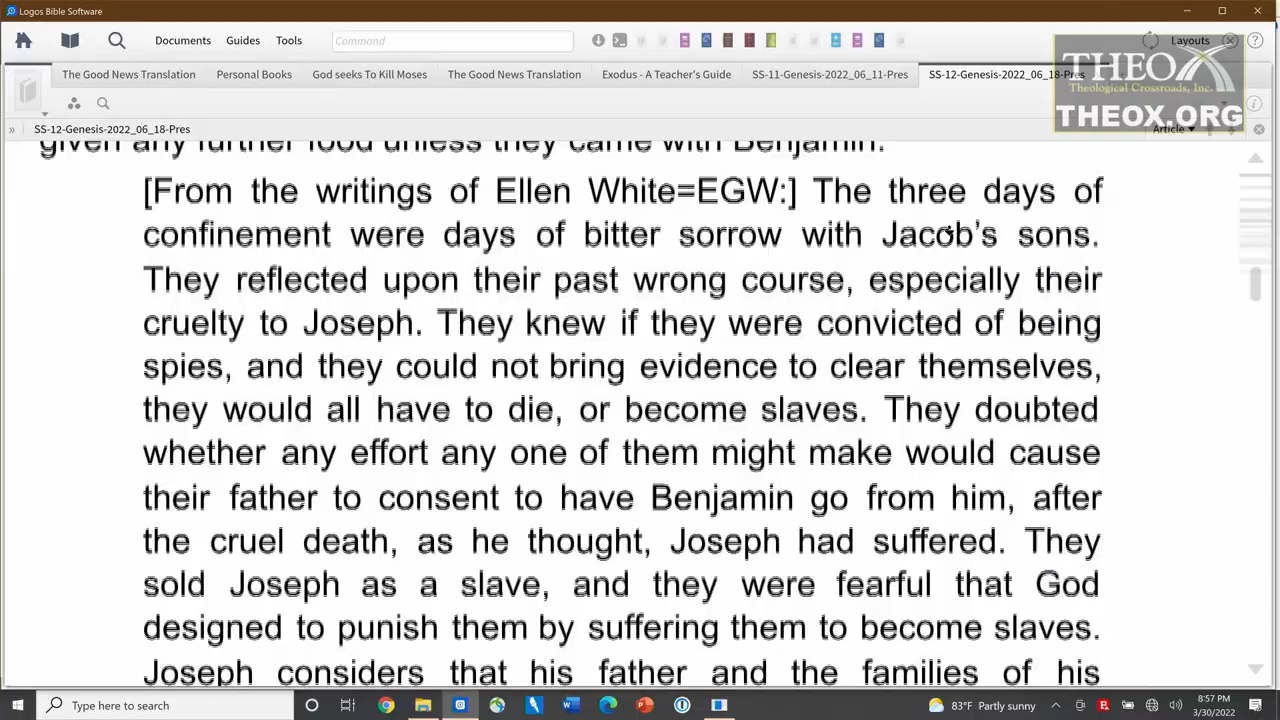 Logos Bible Software
Documents Guides Tools Command Layouts
The Good News Translation Personal Books God seeks To Kill Moses The Good News Translation Exodus - A Teacher's Guide SS-11-Genesis-2022_06_11-Pres SS-12-Genesis-2022_06_18-Pres
THEOX
Theological Crossroads, Inc.
THEOX.ORG
SS-12-Genesis-2022_06_18-Pres Article
given any further food unless they came with Benjamin.
[From the writings of Ellen White=EGW:] The three days of
confinement were days of bitter sorrow with Jacob's sons.
They reflected upon their past wrong course, especially their
cruelty to Joseph. They knew if they were convicted of being
spies, and they could not bring evidence to clear themselves,
they would all have to die, or become slaves. They doubted
whether any effort any one of them might make would cause
their father to consent to have Benjamin go from him, after
the cruel death, as he thought, Joseph had suffered. They
sold Joseph as a slave, and they were fearful that God
designed to punish them by suffering them to become slaves.
Joseph considers that his father and the families of his
Type here to search 83°F Partly sunny 8:57 PM
3/30/2022